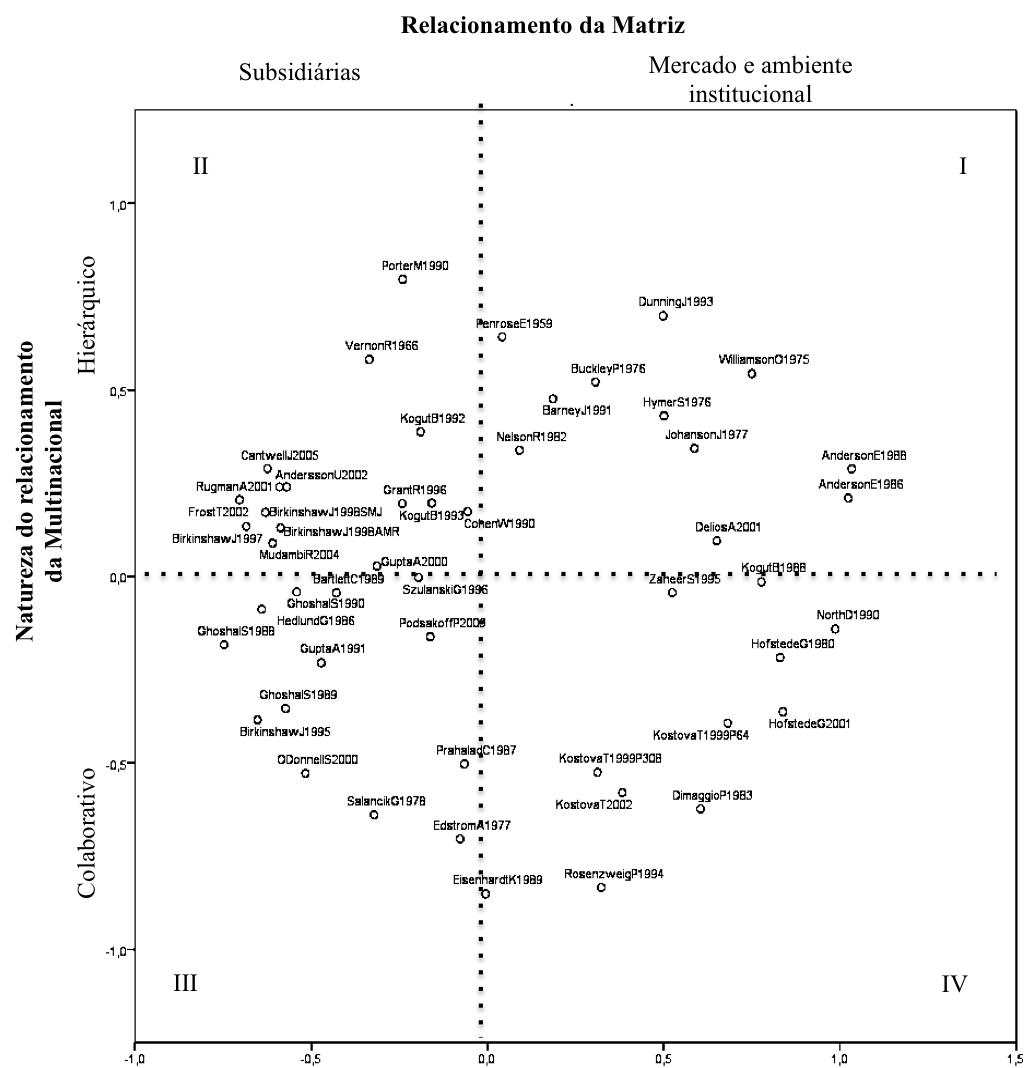 Relacionamento da Matriz
Subsidiárias
Mercado e ambiente
institucional
Natureza do relacionamento
da Multinacional
Hierárquico
Colaborativo
II
I
III
IV
1,0
0,5
0,0
-0,5
-1,0
PorterM1990
DunningJ1993
PenroseE1959
VernonR1966
WilliamsonO1975
BuckleyP1976
BarneyJ1991
HymerS1976
KogutB1992
NelsonR1982
JohansonJ1977
CantwellJ2005
AnderssonU2002
AndersonE1988
RugmanA2001
GrantR1996
AndersonE1986
FrostT2002
BirkinshawJ1998SMJ
KogutB1993
CohenW1990
BirkinshawJ1997
BirkinshawJ1998AMR
DeliosA2001
MudambiR2004
GuptaA2000
KogutB1988
BartlettC1989
SzulanskiG1996
ZaheerS1995
GhoshalS1990
HedlundG1986
PodsakoffP2003
NorthD1990
GhoshalS1988
GuptaA1991
HofstedeG1980
GhoshalS1989
BirkinshawJ1995
HofstedeG2001
KostovaT1999P64
ODonnellS2000
PrahaladC1987
KostovaT1999P308
SalancikG1978
KostovaT2002
DimaggioP1983
EdstromA1977
EisenhardtK1989
RosenzweigP1994
-1,0
-0,5
0,0
0,5
1,0
1,5